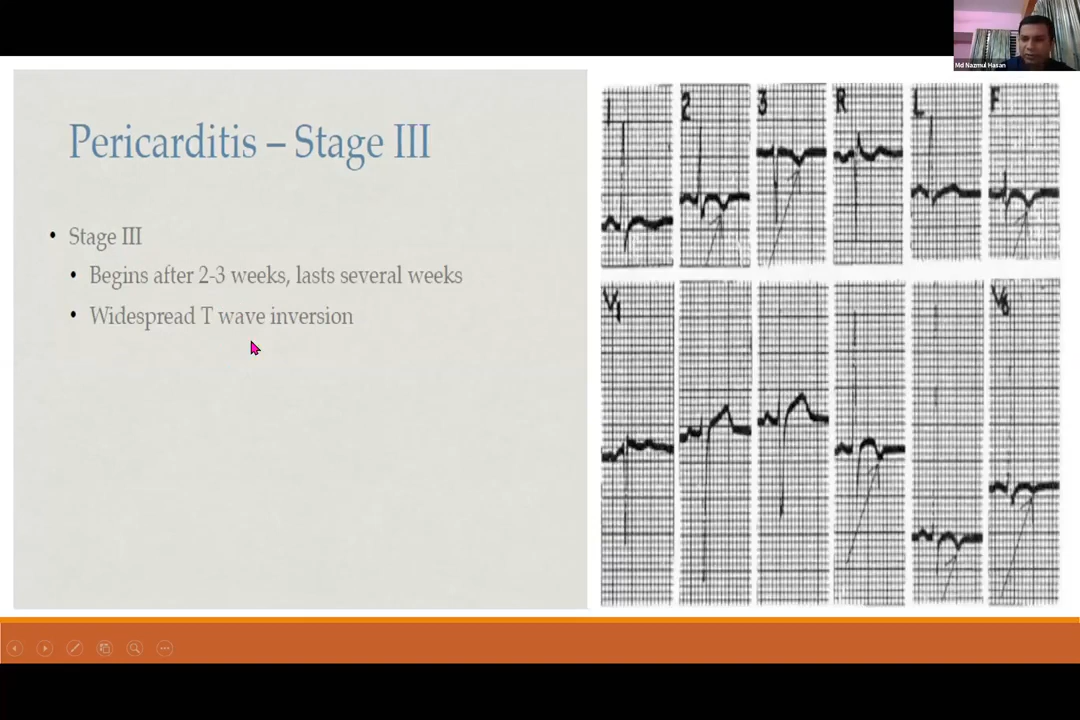 Md Nazmul Hasan
Pericarditis – Stage III
• Stage III
• Begins after 2-3 weeks, lasts several weeks
• Widespread T wave inversion
1 2 3 R L F
V1 V6